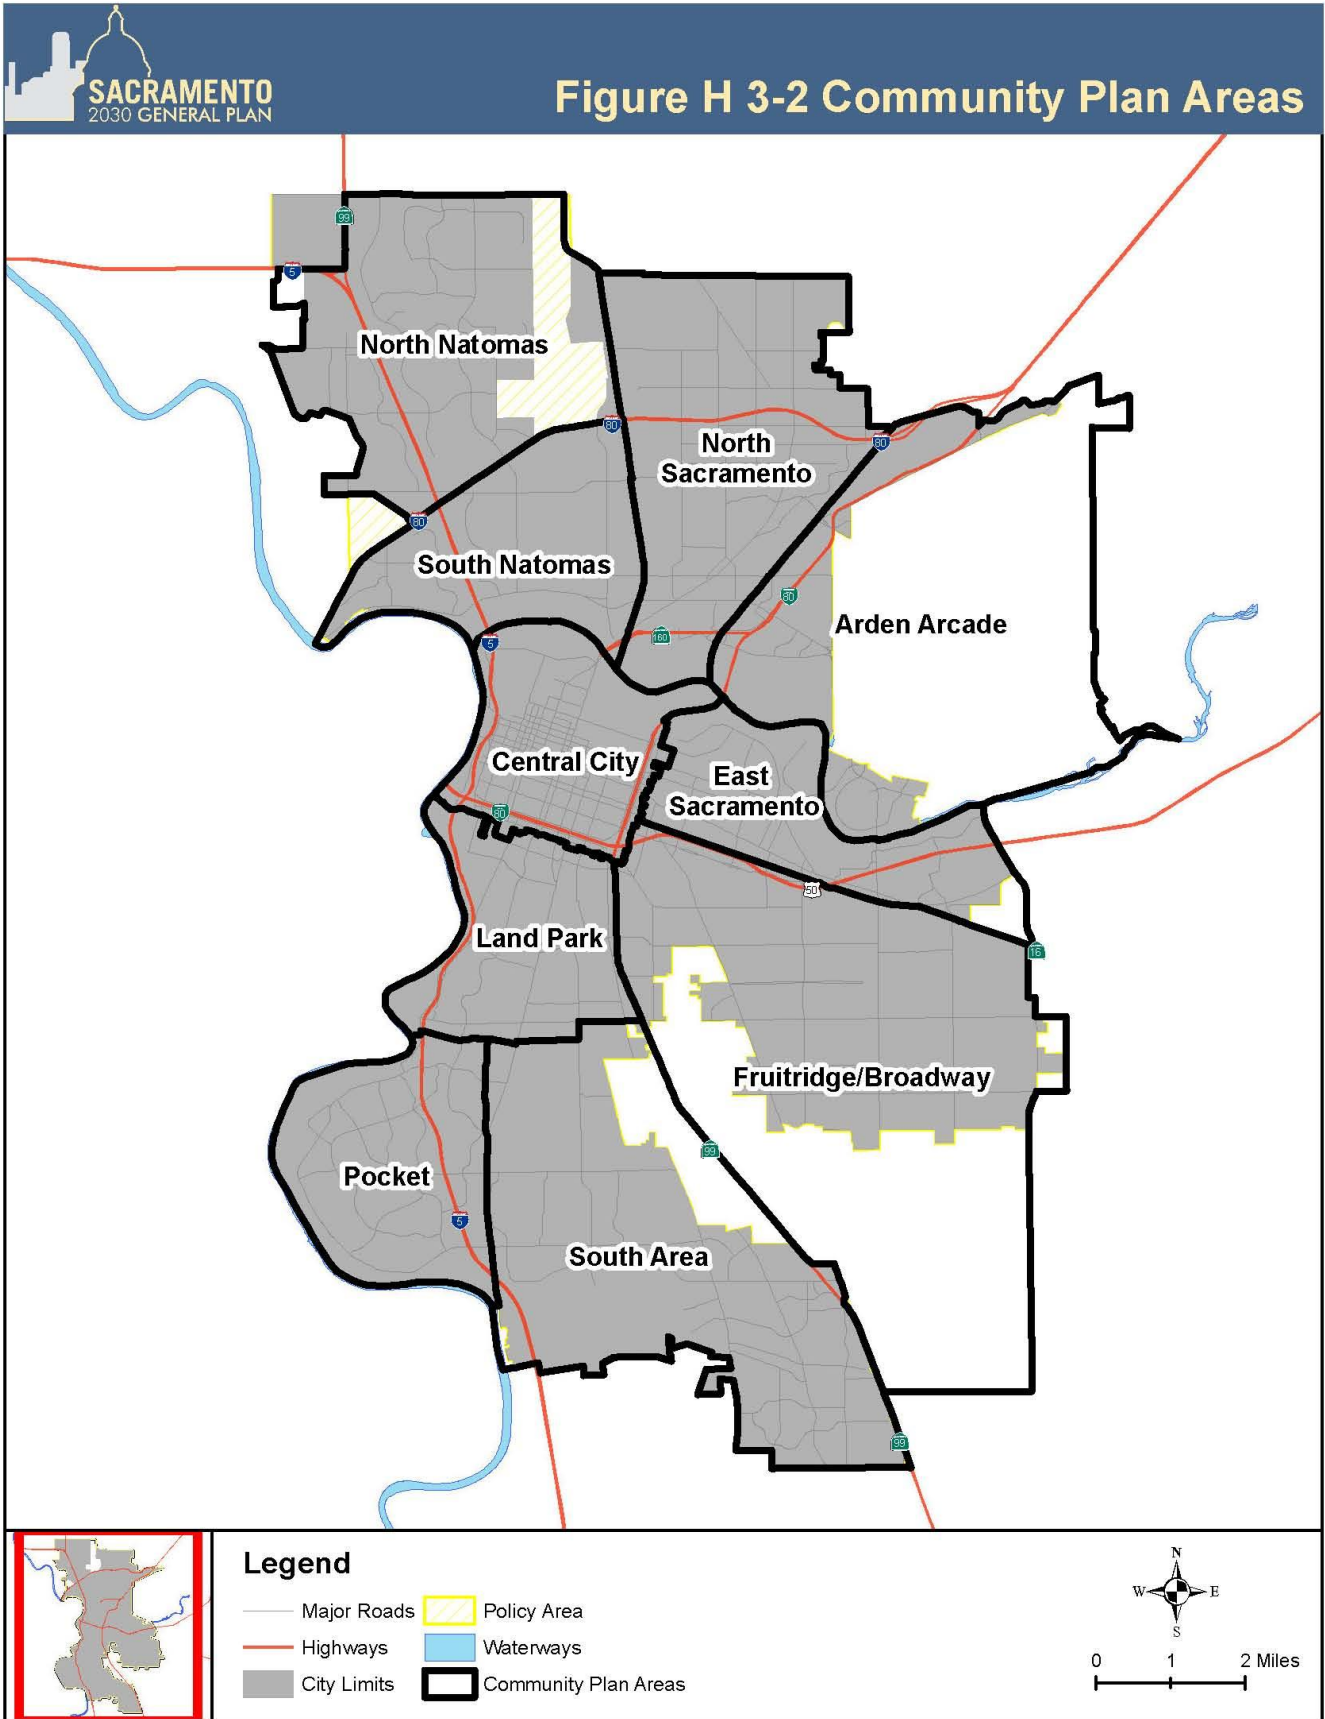 SACRAMENTO
2030 GENERAL PLAN
Figure H 3-2 Community Plan Areas
99
5
North Natomas
80
North
Sacramento
80
80
South Natomas
80
Arden Arcade
160
5
Central City
East
Sacramento
80
50
Land Park
16
Fruitridge/Broadway
99
Pocket
5
South Area
99
Legend
Major Roads
Policy Area
Highways
Waterways
City Limits
Community Plan Areas
N
W
E
S
0 1 2 Miles